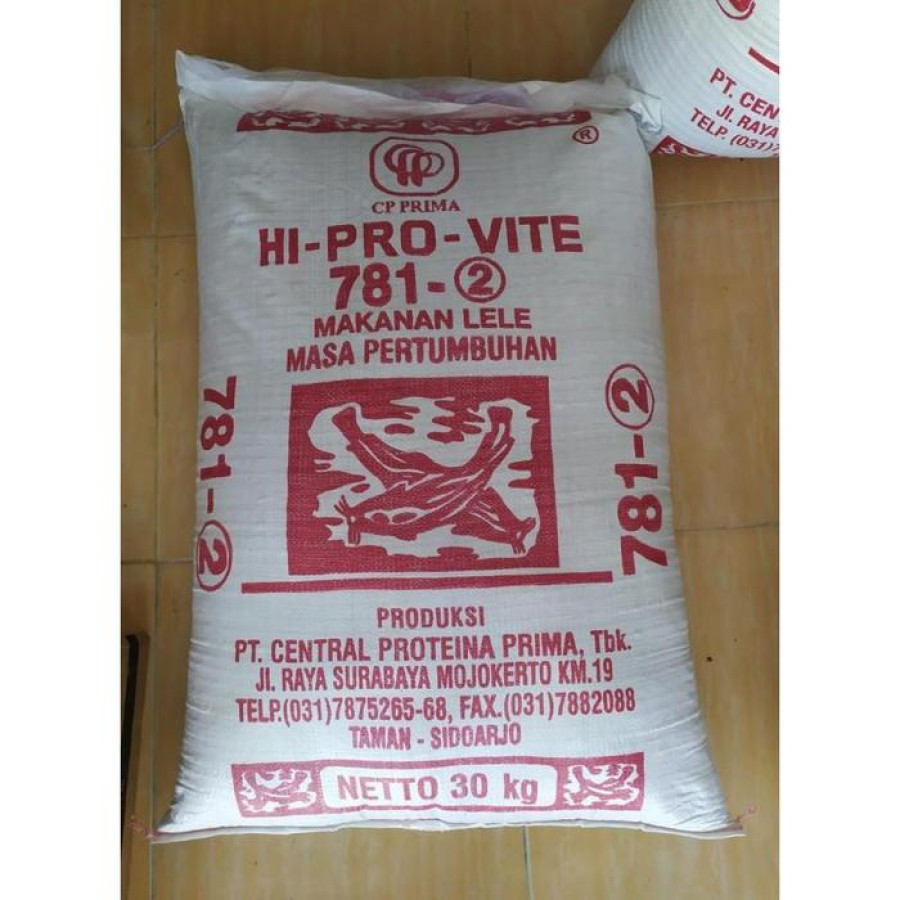 ®
CP PRIMA
HI-PRO-VITE
781-②
MAKANAN LELE
MASA PERTUMBUHAN
781-②
781-②
PRODUKSI
PT. CENTRAL PROTEINA PRIMA, Tbk.
Jl. RAYA SURABAYA MOJOKERTO KM.19
TELP.(031)7875265-68, FAX.(031)7882088
TAMAN - SIDOARJO
NETTO 30 kg
PT. CEN
Jl. RAYA
TELP. (031)7